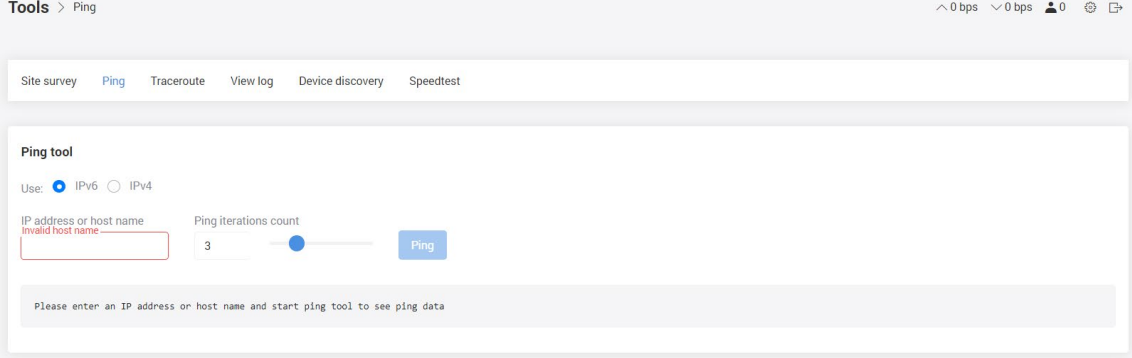 Tools > Ping 0 bps 0 bps 0
Site survey Ping Traceroute View log Device discovery Speedtest
Ping tool
Use: IPv6 IPv4
IP address or host name Ping iterations count
Invalid host name
3 Ping
Please enter an IP address or host name and start ping tool to see ping data